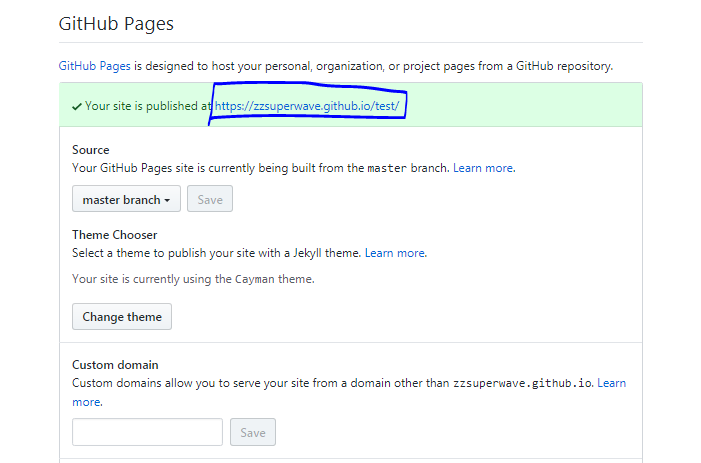 GitHub Pages
GitHub Pages is designed to host your personal, organization, or project pages from a GitHub repository.
✓ Your site is published at https://zzsuperwave.github.io/test/
Source
Your GitHub Pages site is currently being built from the master branch. Learn more.
master branch Save
Theme Chooser
Select a theme to publish your site with a Jekyll theme. Learn more.
Your site is currently using the Cayman theme.
Change theme
Custom domain
Custom domains allow you to serve your site from a domain other than zzsuperwave.github.io. Learn
more.
Save